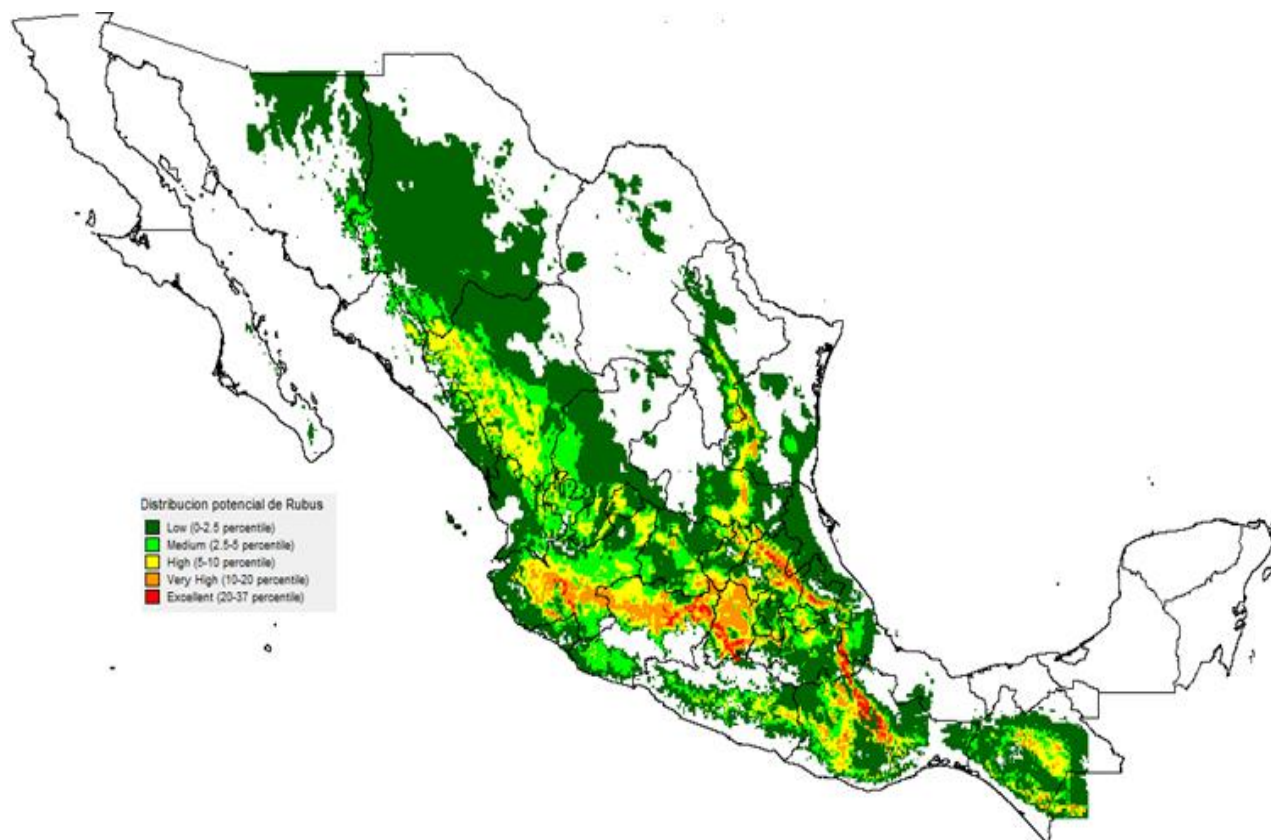 Distribucion potencial de Rubus
Low (0-2.5 percentile)
Medium (2.5-5 percentile)
High (5-10 percentile)
Very High (10-20 percentile)
Excellent (20-37 percentile)